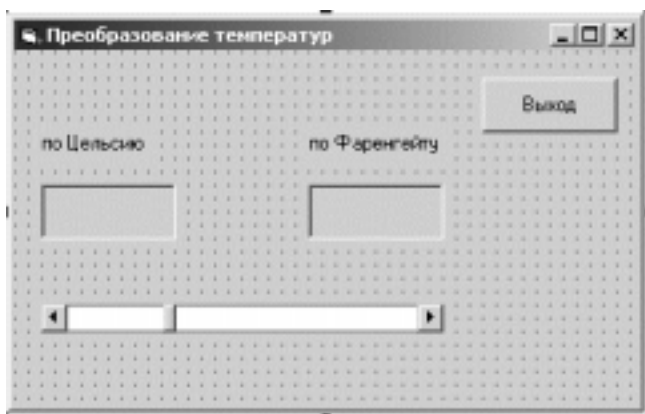 Преобразование температур
Выход
по Цельсию
по Фаренгейту